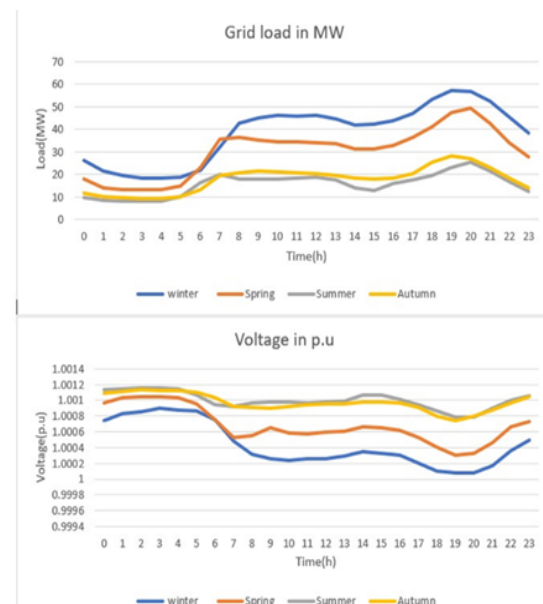 Grid load in MW
70
60
50
40
30
20
10
0
Load(MW)
0 1 2 3 4 5 6 7 8 9 10 11 12 13 14 15 16 17 18 19 20 21 22 23
Time(h)
winter Spring Summer Autumn
Voltage in p.u
1.0014
1.0012
1.001
1.0008
1.0006
1.0004
1.0002
1
0.9998
0.9996
0.9994
Voltage(p.u)
0 1 2 3 4 5 6 7 8 9 10 11 12 13 14 15 16 17 18 19 20 21 22 23
Time(h)
winter Spring Summer Autumn